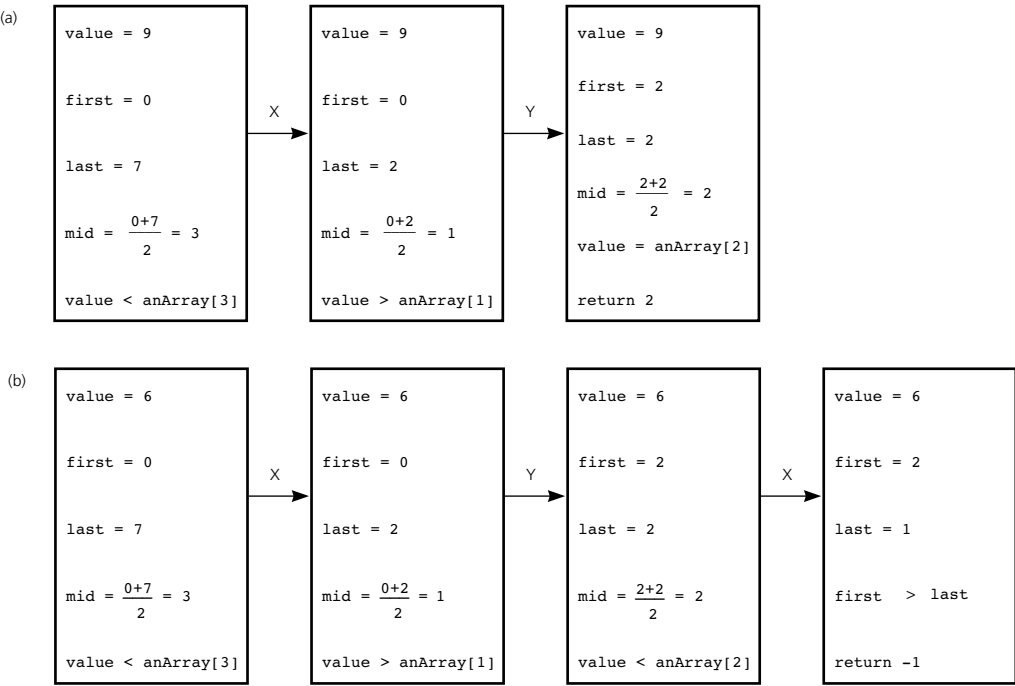 (a)
value = 9
first = 0
last = 7
mid = 0+7/2 = 3
value < anArray[3]
X
value = 9
first = 0
last = 2
mid = 0+2/2 = 1
value > anArray[1]
Y
value = 9
first = 2
last = 2
mid = 2+2/2 = 2
value = anArray[2]
return 2
(b)
value = 6
first = 0
last = 7
mid = 0+7/2 = 3
value < anArray[3]
X
value = 6
first = 0
last = 2
mid = 0+2/2 = 1
value > anArray[1]
Y
value = 6
first = 2
last = 2
mid = 2+2/2 = 2
value < anArray[2]
X
value = 6
first = 2
last = 1
first > last
return -1